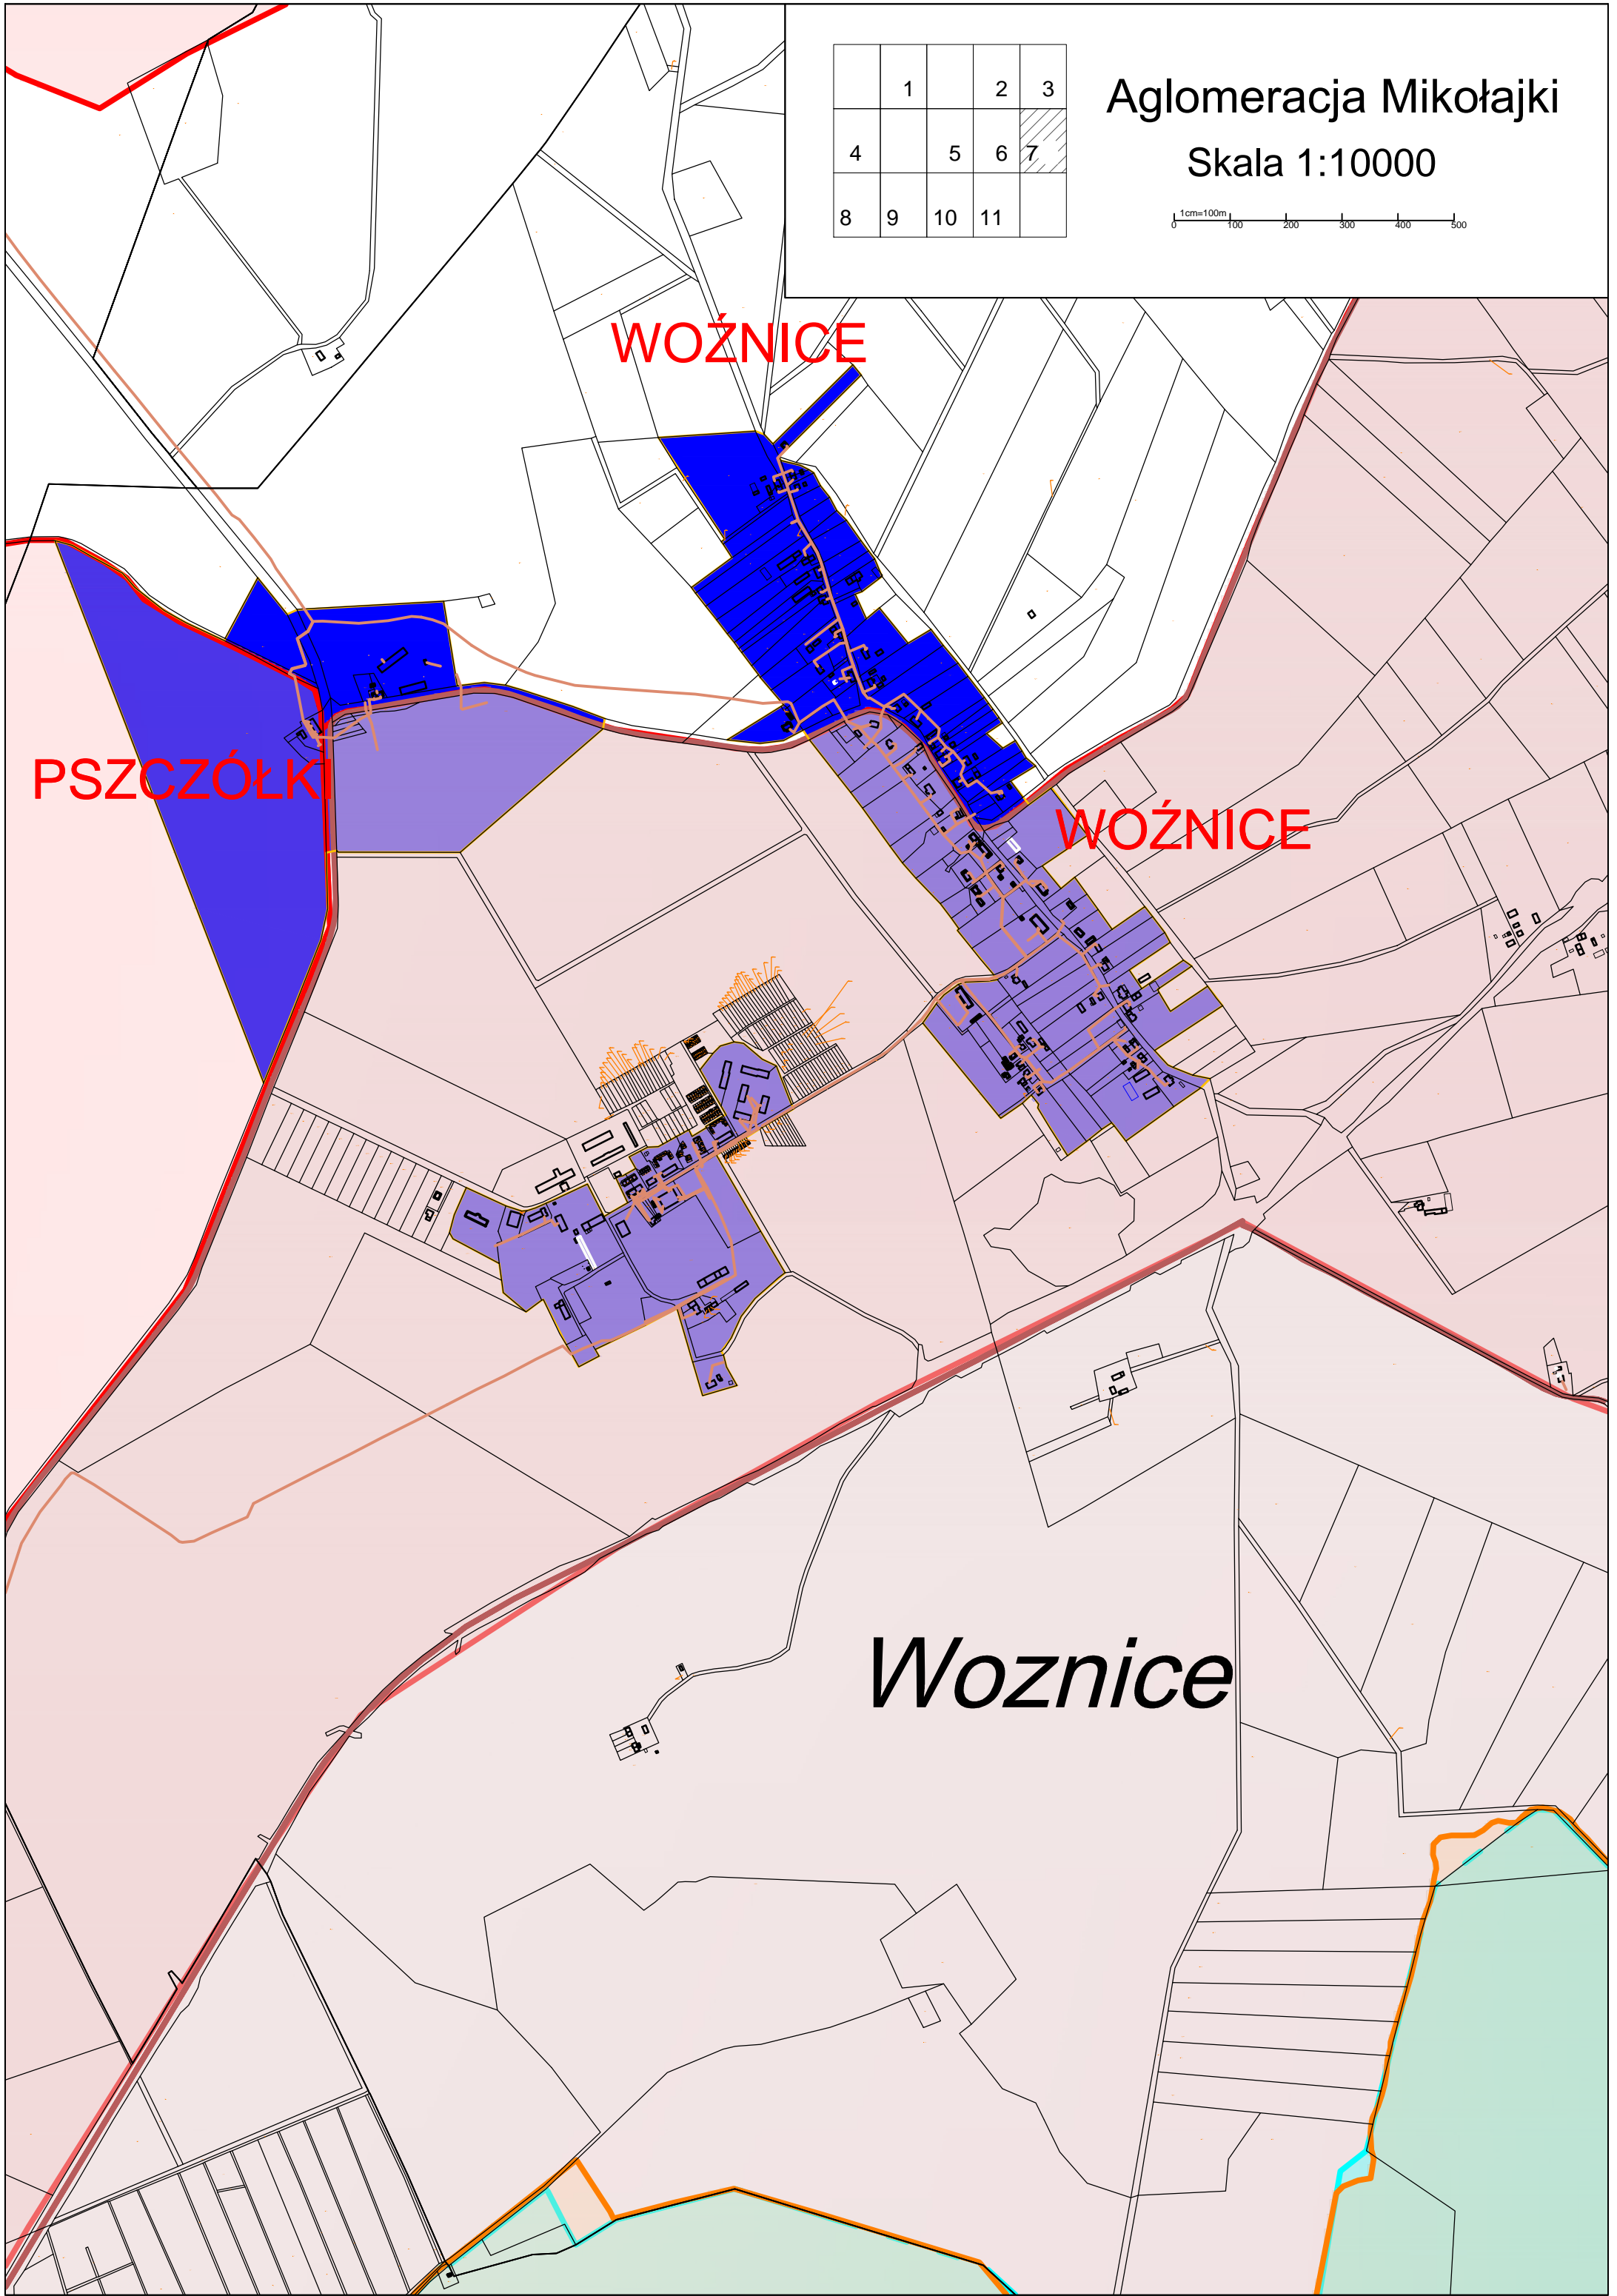 1 2 3
4 5 6 7
8 9 10 11
Aglomeracja Mikołajki
Skala 1:10000
1cm=100m
0 100 200 300 400 500
WOŹNICE
PSZCZÓŁKI
WOŹNICE
Woznice